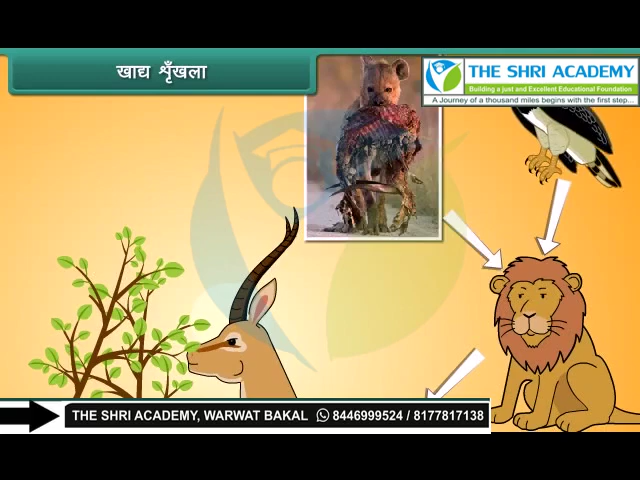 खाद्य शृँखला
THE SHRI ACADEMY
Building a just and Excellent Educational Foundation
A Journey of a thousand miles begins with the first step...
THE SHRI ACADEMY, WARWAT BAKAL 8446999524 / 8177817138